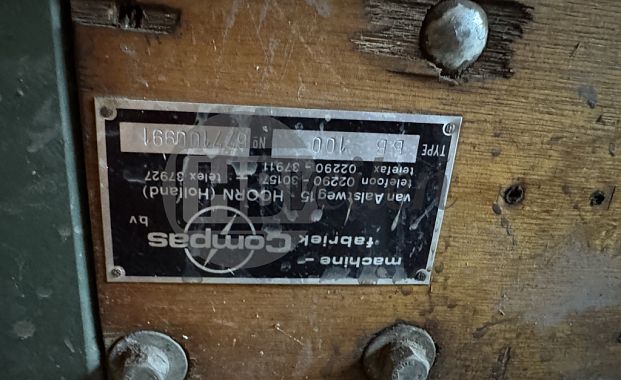 machine-
fabriek Compas bv
van Aalstweg 15 HOORN (Holland)
telefoon 02290 - 30157 telex 37927
telefax 02290 - 37911
TYPE BB 100 No